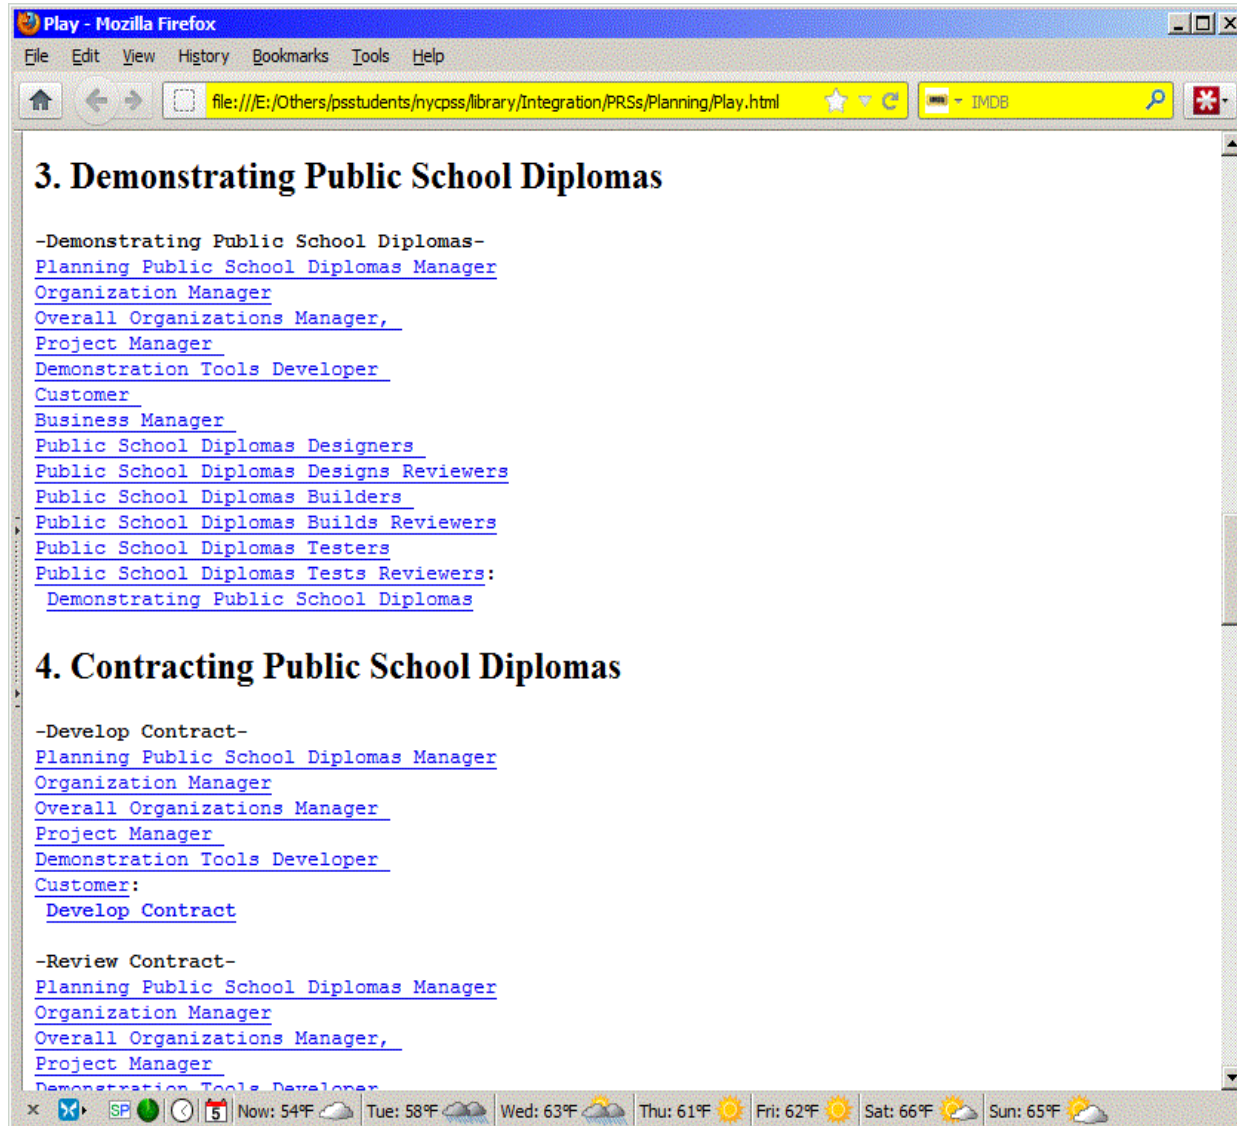 Play - Mozilla Firefox
File Edit View History Bookmarks Tools Help
file:///E:/Others/psstudents/nycpss/library/Integration/PRSs/Planning/Play.html IMDB
3. Demonstrating Public School Diplomas
-Demonstrating Public School Diplomas-
Planning Public School Diplomas Manager
Organization Manager
Overall Organizations Manager,
Project Manager
Demonstration Tools Developer
Customer
Business Manager
Public School Diplomas Designers
Public School Diplomas Designs Reviewers
Public School Diplomas Builders
Public School Diplomas Builds Reviewers
Public School Diplomas Testers
Public School Diplomas Tests Reviewers:
Demonstrating Public School Diplomas
4. Contracting Public School Diplomas
-Develop Contract-
Planning Public School Diplomas Manager
Organization Manager
Overall Organizations Manager
Project Manager
Demonstration Tools Developer
Customer:
Develop Contract
-Review Contract-
Planning Public School Diplomas Manager
Organization Manager
Overall Organizations Manager,
Project Manager
Demonstration Tools Developer
SP 5 Now: 54°F Tue: 58°F Wed: 63°F Thu: 61°F Fri: 62°F Sat: 66°F Sun: 65°F